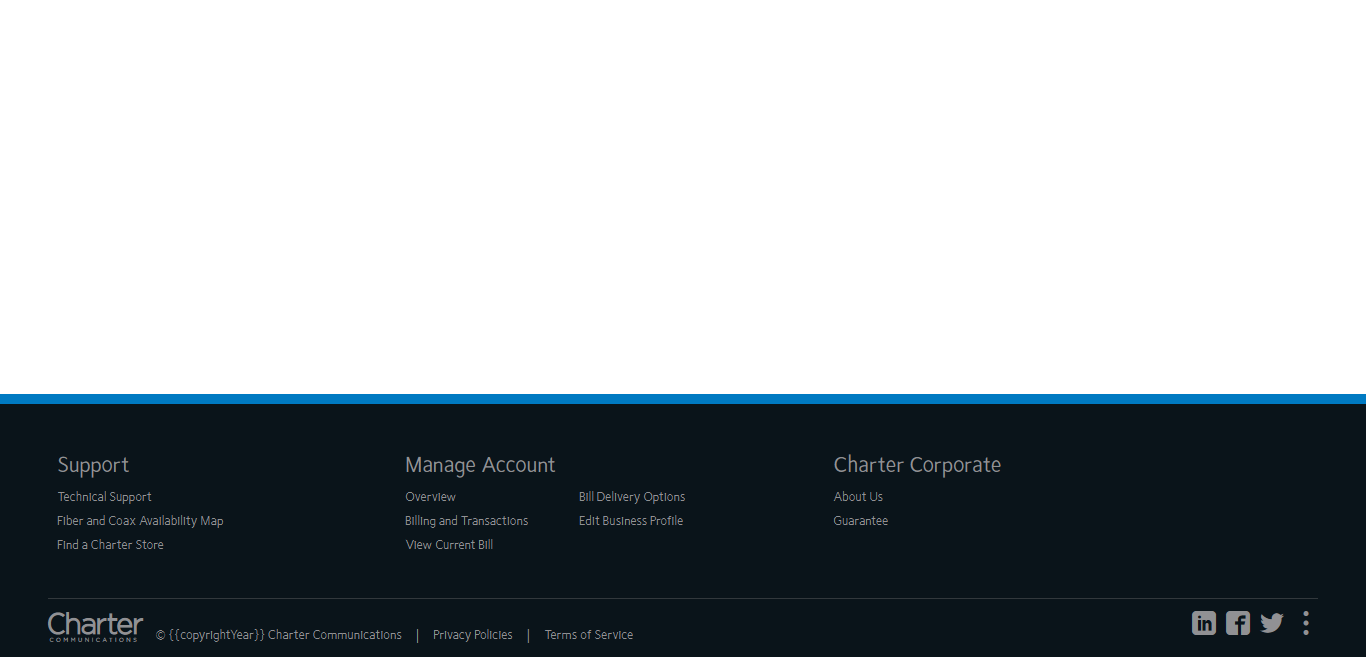 Support
Technical Support
Fiber and Coax Availability Map
Find a Charter Store
Manage Account
Overview
Billing and Transactions
View Current Bill
Bill Delivery Options
Edit Business Profile
Charter Corporate
About Us
Guarantee
Charter
COMMUNICATIONS
© {{copyrightYear}} Charter Communications | Privacy Policies | Terms of Service
in f